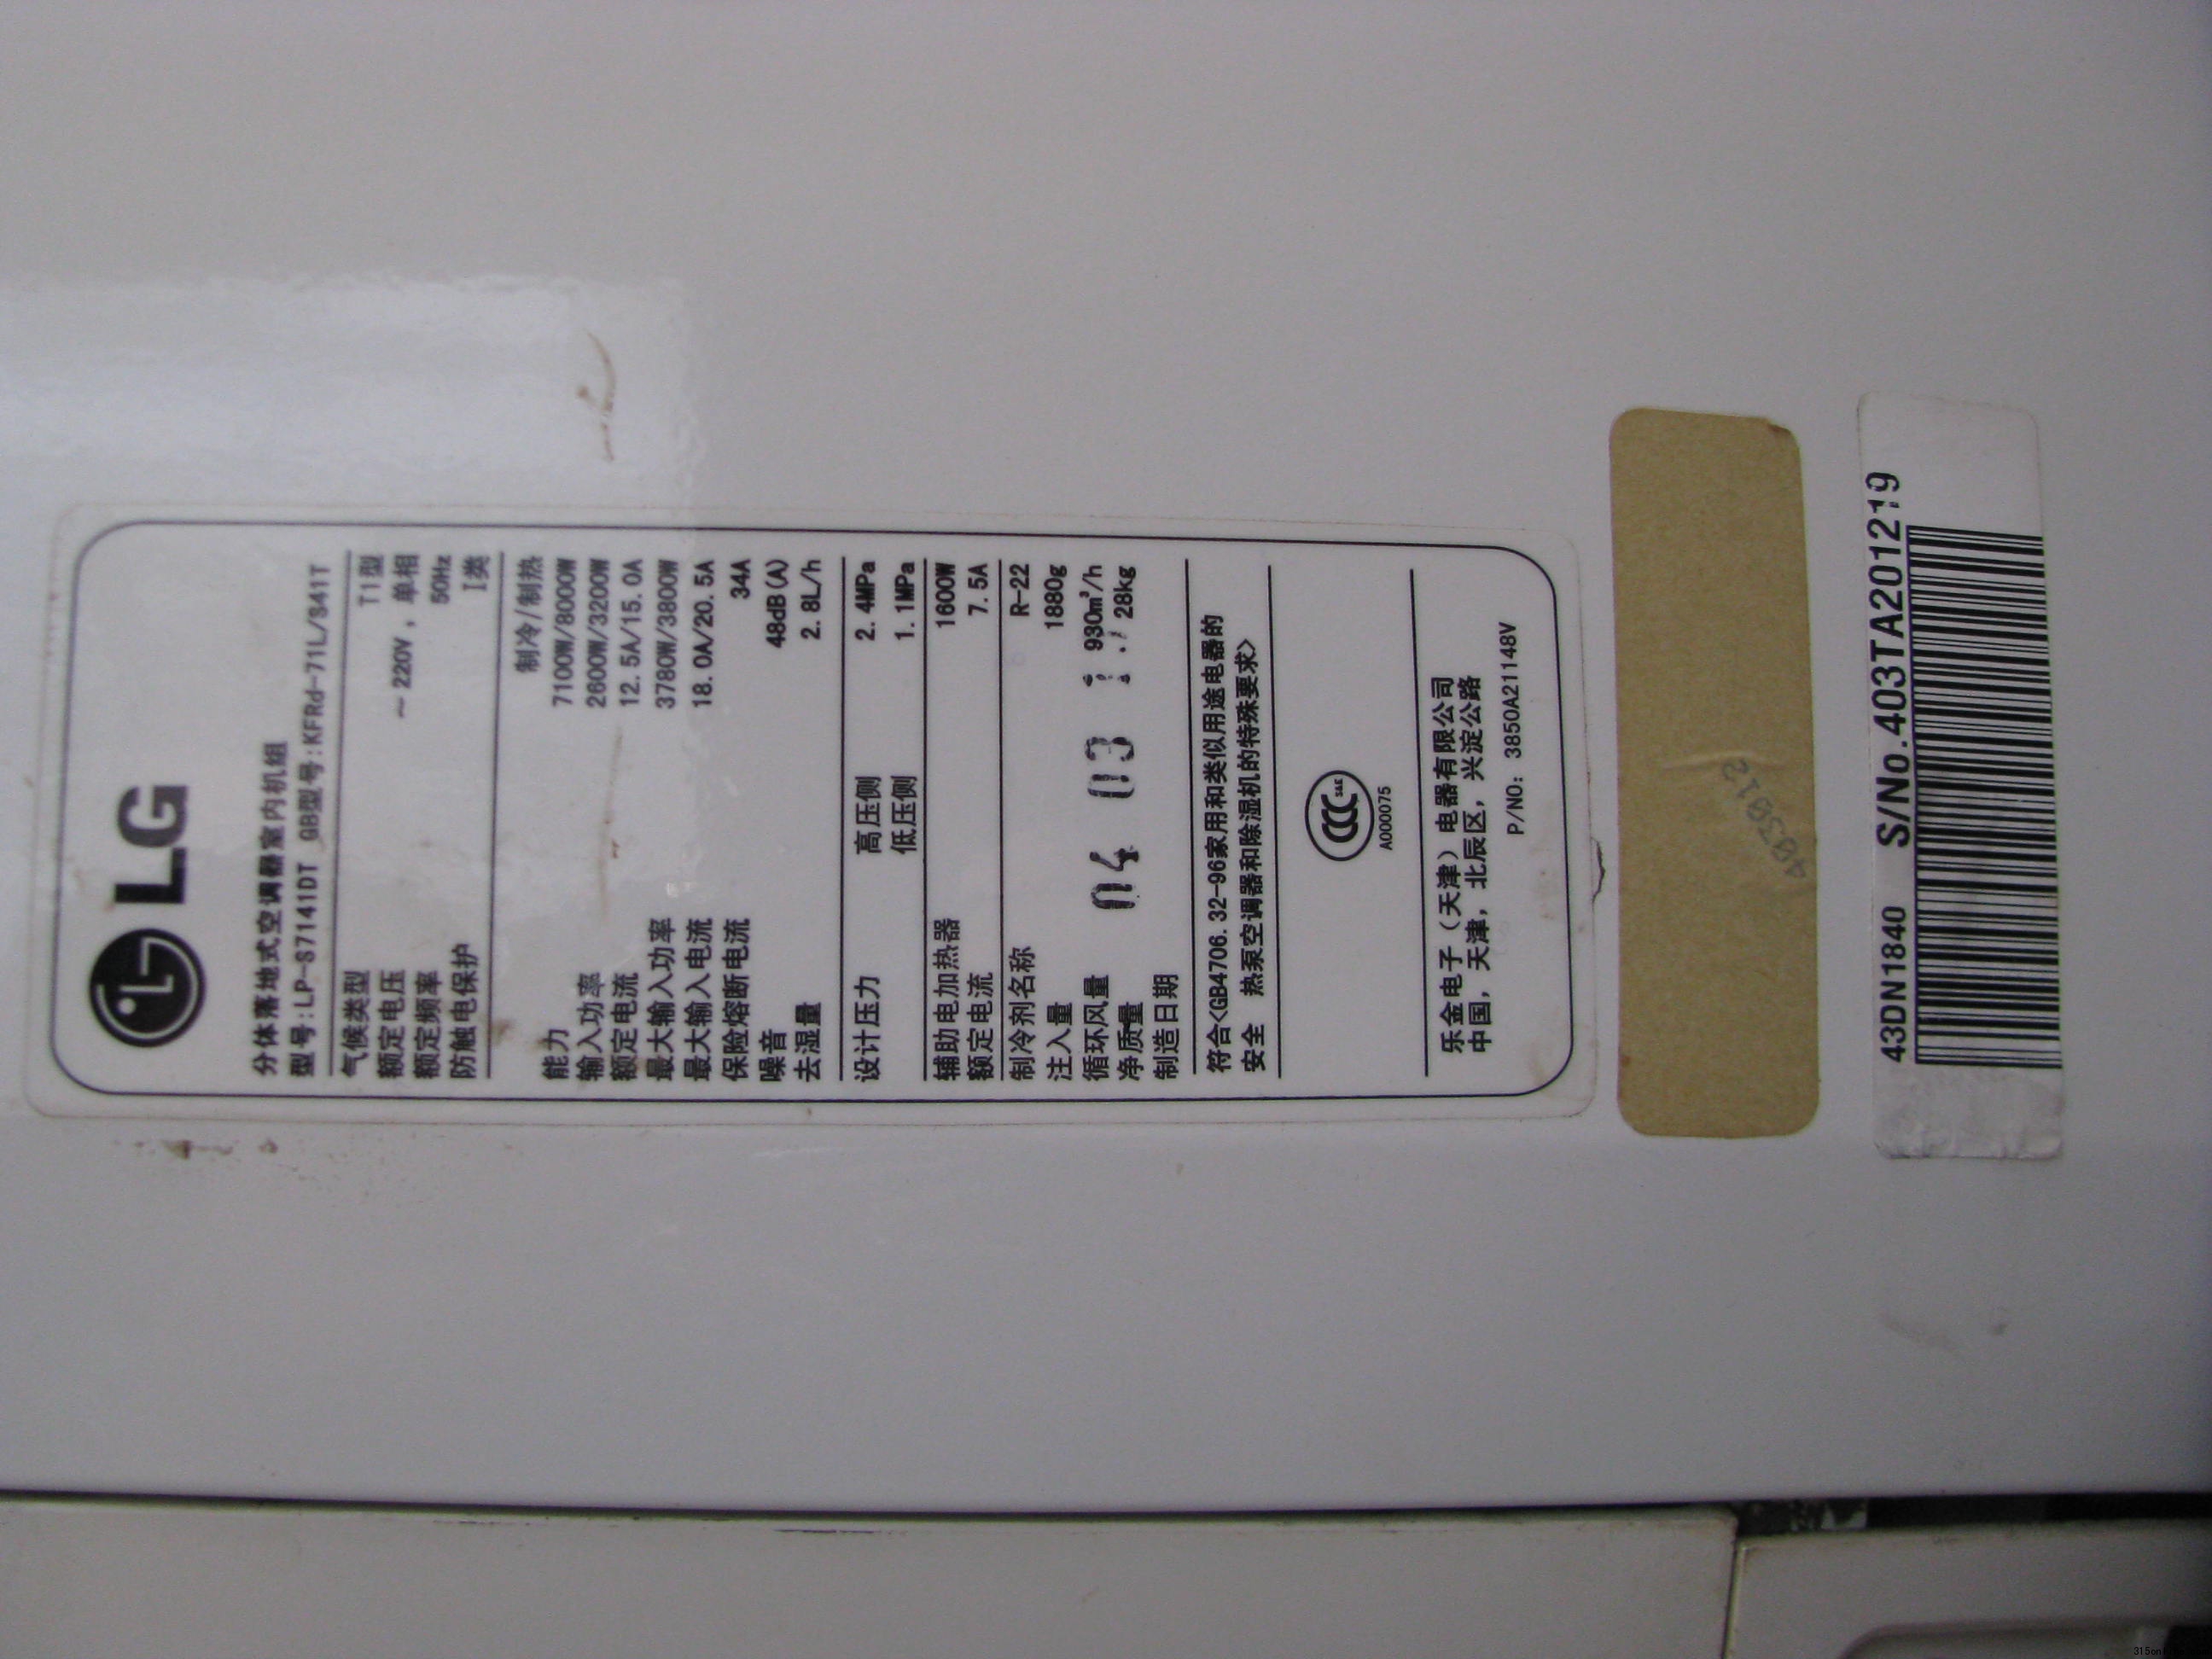 LG
分体落地式空调器室内机组
型号:LP-S7141DT GB型号:KFRd-71L/S41T
气候类型 T1型
额定电压 ～220V, 单相
额定频率 50Hz
防触电保护 I类
制冷/制热
能力 7100W/8000W
输入功率 2600W/3200W
额定电流 12.5A/15.0A
最大输入功率 3780W/3800W
最大输入电流 18.0A/20.5A
保险熔断电流 34A
噪音 48dB(A)
去湿量 2.8L/h
设计压力 高压侧 2.4MPa
低压侧 1.1MPa
辅助电加热器 1600W
额定电流 7.5A
制冷剂名称 R-22
注入量 1880g
循环风量 930m³/h
净质量 28kg
制造日期
04 03
符合<GB4706.32-96家用和类似用途电器的
安全 热泵空调器和除湿机的特殊要求>
CCC S&E
A000075
乐金电子（天津）电器有限公司
中国, 天津, 北辰区, 兴淀公路
P/NO: 3850A21148V
43DN1840 S/No.403TA201219